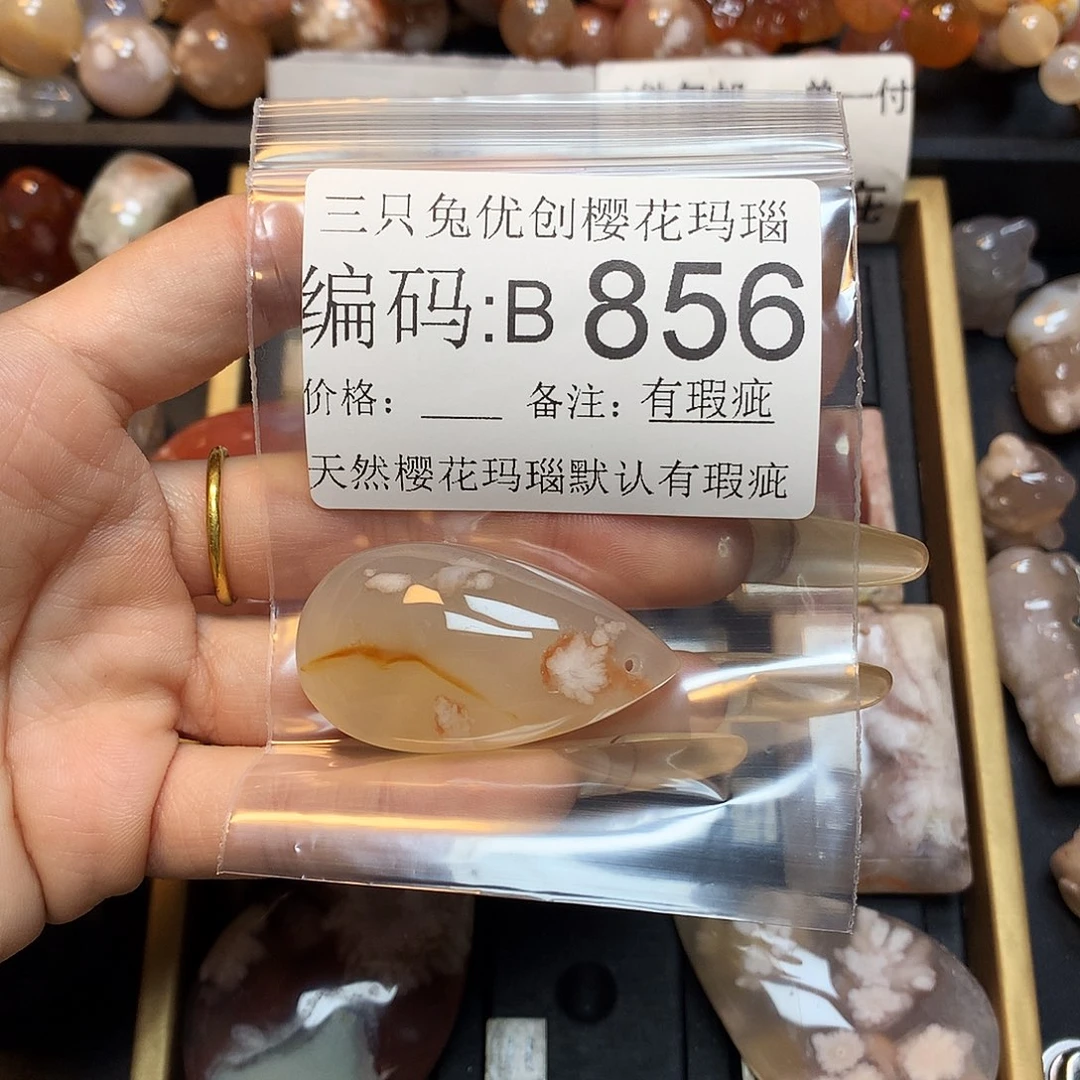 三只兔优创樱花玛瑙
编码:B 856
价格: ____ 备注: 有瑕疵
天然樱花玛瑙默认有瑕疵